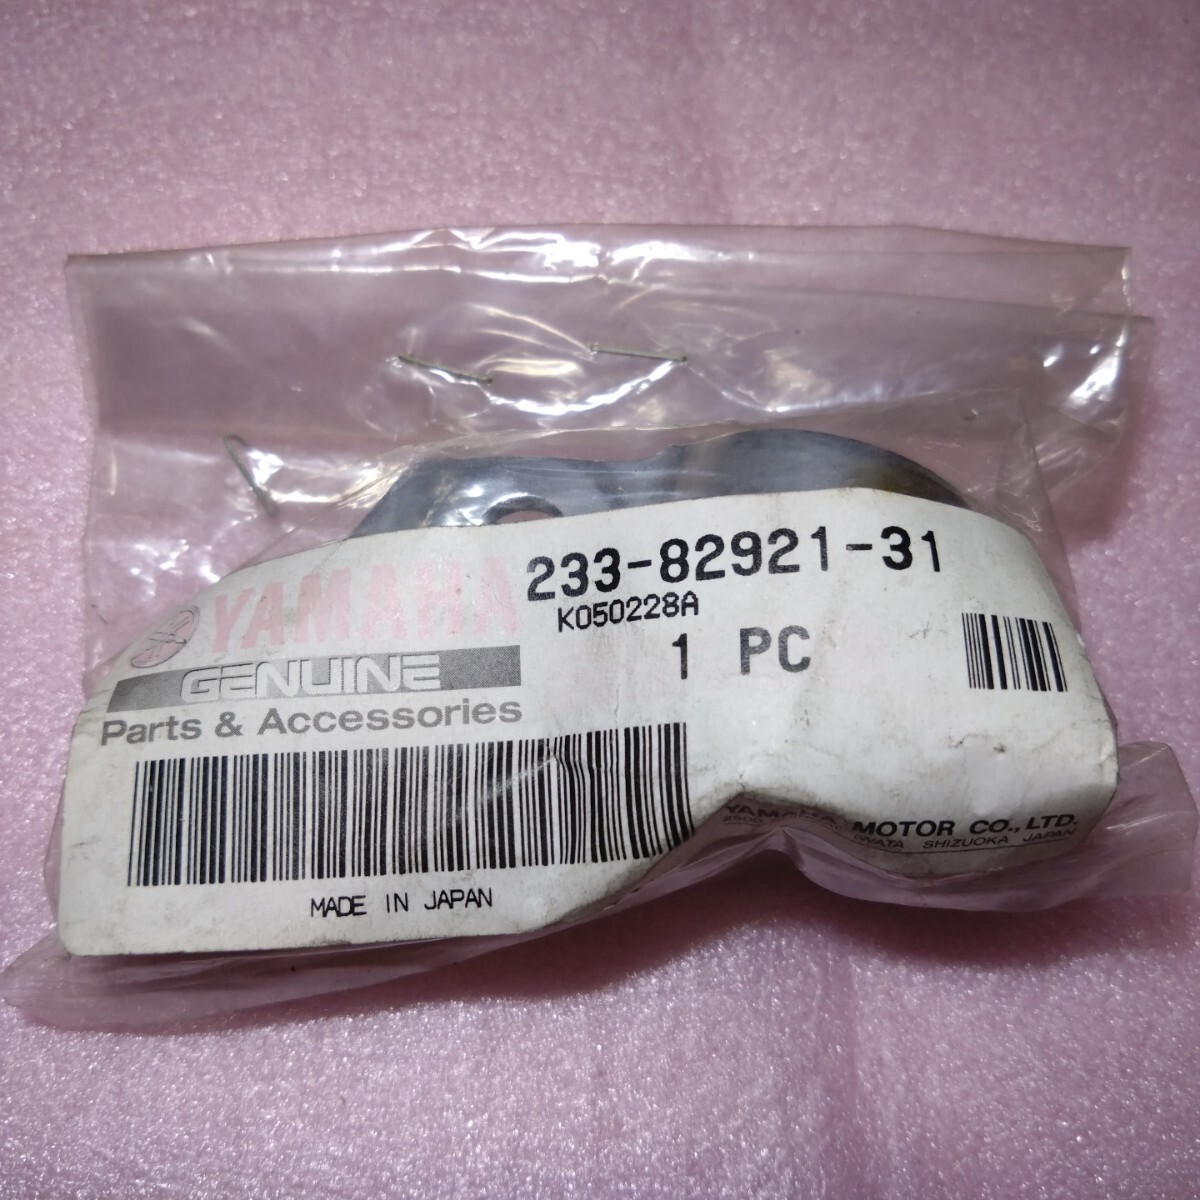 233-82921-31
K050228A
1 PC
YAMAHA
GENUINE
Parts & Accessories
YAMAHA MOTOR CO., LTD.
2500 IWATA SHIZUOKA JAPAN
MADE IN JAPAN